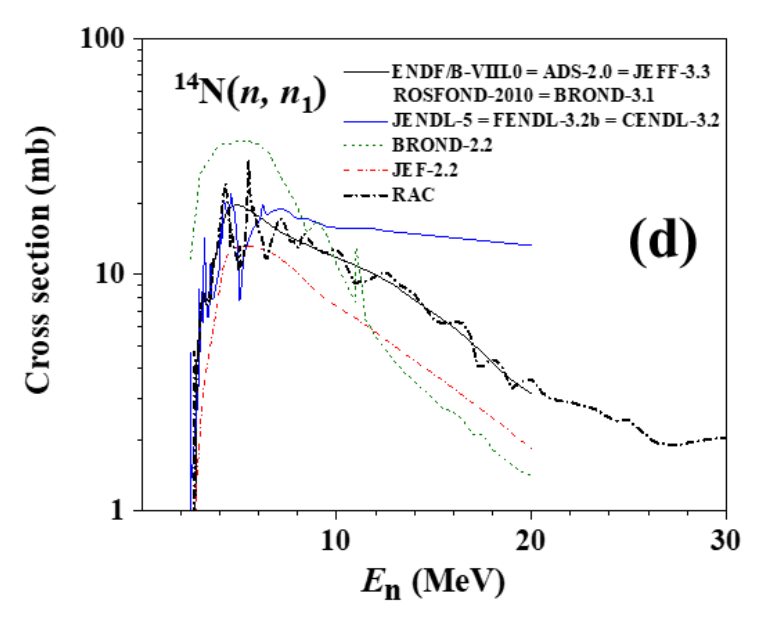 100
¹⁴N(n, n₁)
ENDF/B-VIII.0 = ADS-2.0 = JEFF-3.3
ROSFOND-2010 = BROND-3.1
JENDL-5 = FENDL-3.2b = CENDL-3.2
BROND-2.2
JEF-2.2
RAC
(d)
Cross section (mb)
10
1
10
20
30
Eₙ (MeV)